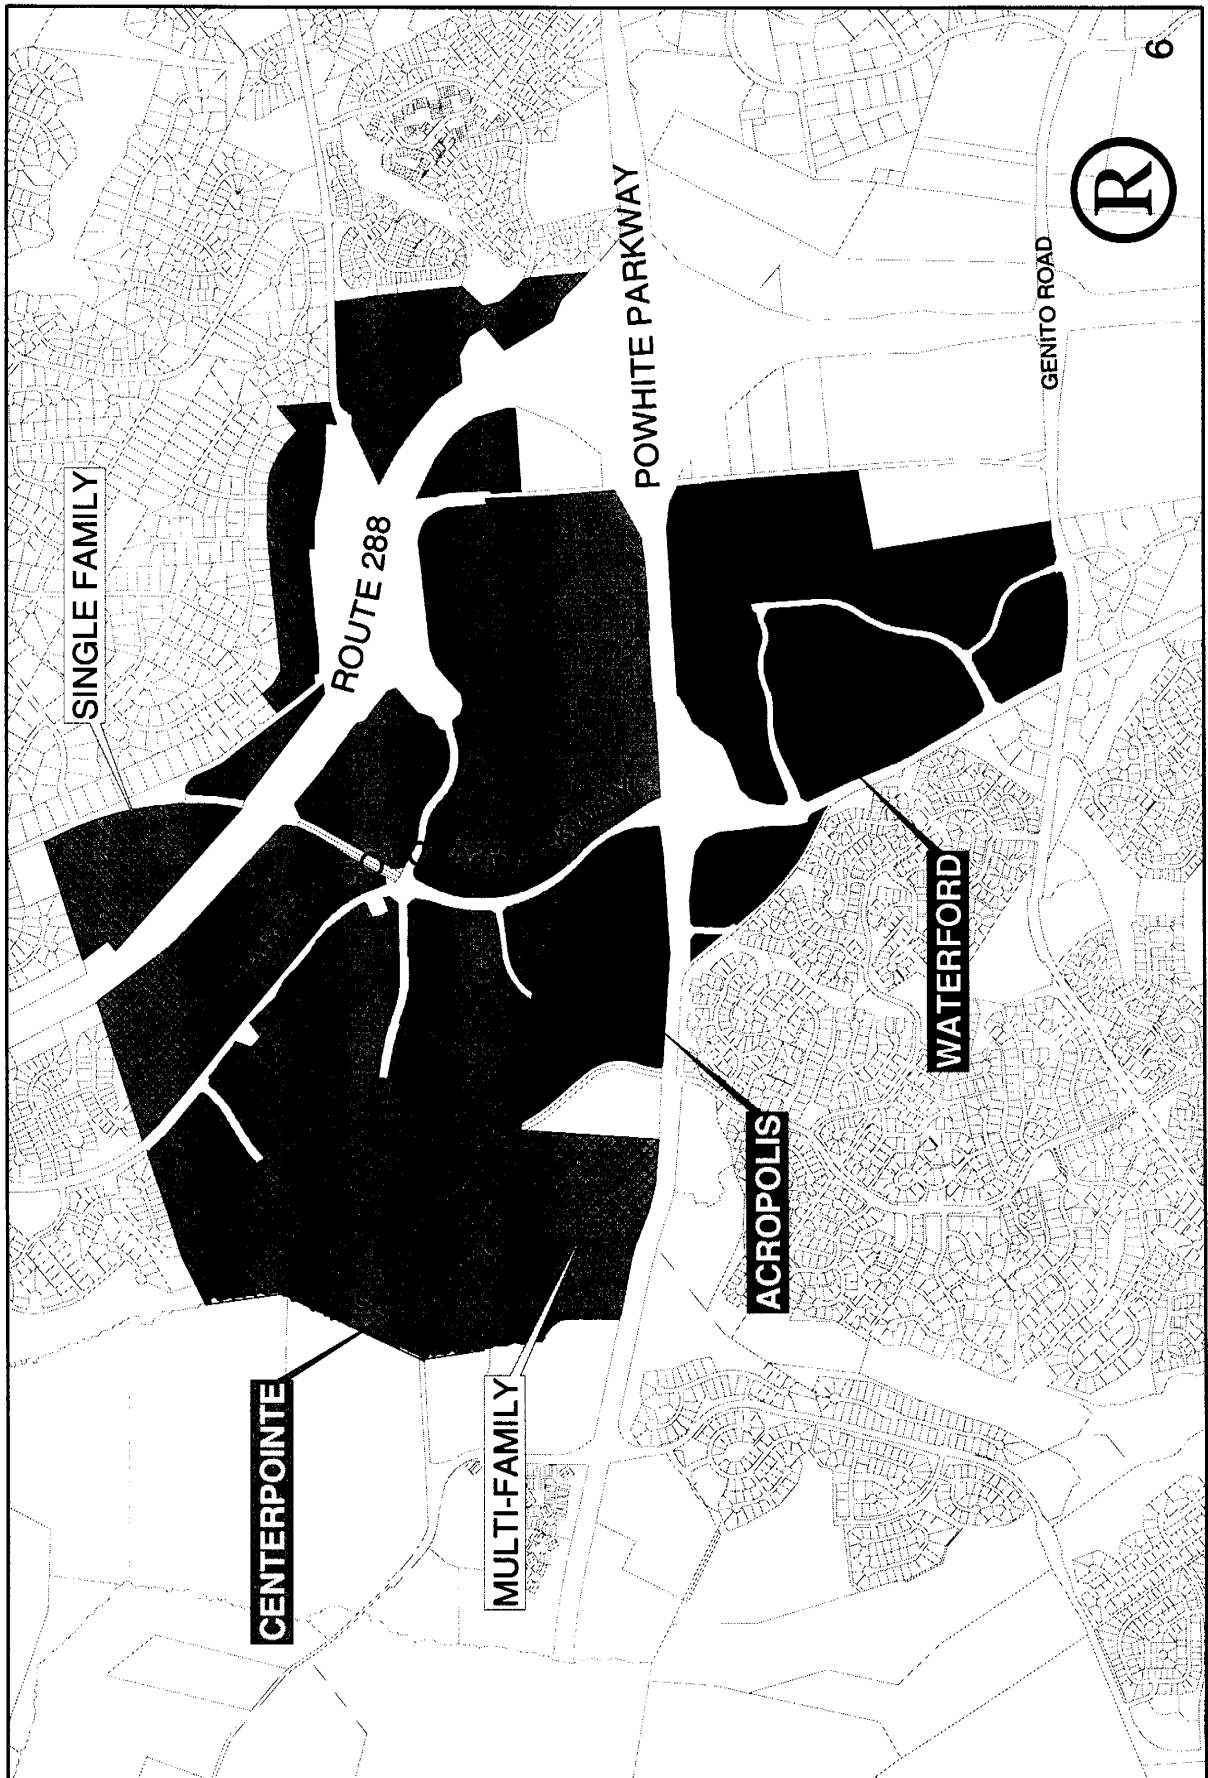 SINGLE FAMILY
ROUTE 288
POWHITE PARKWAY
GENITO ROAD
CENTERPOINTE
MULTI-FAMILY
ACROPOLIS
WATERFORD
R
6